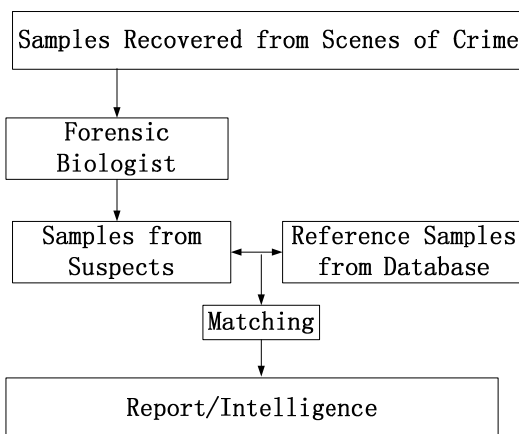 Samples Recovered from Scenes of Crime
Forensic
Biologist
Samples from
Suspects
Reference Samples
from Database
Matching
Report/Intelligence